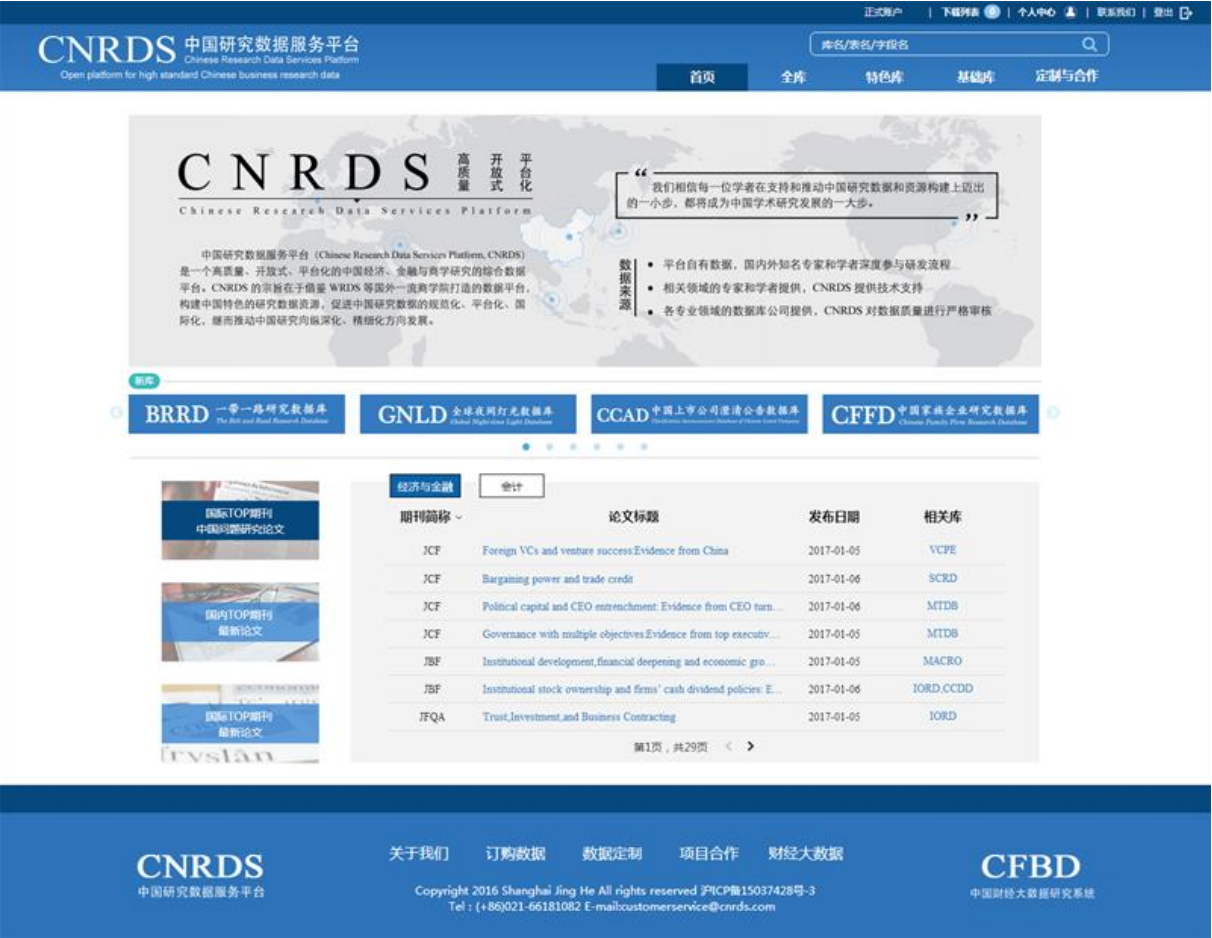 正式账户 | 下载列表 0 | 个人中心 | 联系我们 | 登出
CNRDS 中国研究数据服务平台
Chinese Research Data Services Platform
Open platform for high standard Chinese business research data
库名/表名/字段名
首页 全库 特色库 基础库 定制与合作
CNRDS 高质量 开放式 平台化
Chinese Research Data Services Platform
中国研究数据服务平台（Chinese Research Data Services Platform, CNRDS）
是一个高质量、开放式、平台化的中国经济、金融与商学研究的综合数据
平台。CNRDS 的宗旨在于借鉴 WRDS 等国外一流商学院打造的数据平台，
构建中国特色的研究数据资源，促进中国研究数据的规范化、平台化、国
际化，继而推动中国研究向纵深化、精细化方向发展。
“
我们相信每一位学者在支持和推动中国研究数据和资源构建上迈出
的一小步，都将成为中国学术研究发展的一大步。
”
数据来源
• 平台自有数据，国内外知名专家和学者深度参与研发流程
• 相关领域的专家和学者提供，CNRDS 提供技术支持
• 各专业领域的数据库公司提供，CNRDS 对数据质量进行严格审核
新库
BRRD 一带一路研究数据库
The Belt and Road Research Database
GNLD 全球夜间灯光数据库
Global Night-time Light Database
CCAD 中国上市公司澄清公告数据库
CFFD 中国家族企业研究数据库
Chinese Family Firm Research Database
国际TOP期刊
中国问题研究论文
国内TOP期刊
最新论文
国际TOP期刊
最新论文
经济与金融 会计
期刊简称 论文标题 发布日期 相关库
JCF Foreign VCs and venture success:Evidence from China 2017-01-05 VCPE
JCF Bargaining power and trade credit 2017-01-06 SCRD
JCF Political capital and CEO entrenchment: Evidence from CEO turn... 2017-01-06 MTDB
JCF Governance with multiple objectives:Evidence from top executiv... 2017-01-05 MTDB
JBF Institutional development,financial deepening and economic gro... 2017-01-05 MACRO
JBF Institutional stock ownership and firms' cash dividend policies: E... 2017-01-06 IORD,CCDD
JFQA Trust,Investment,and Business Contracting 2017-01-05 IORD
第1页，共29页 < >
CNRDS
中国研究数据服务平台
关于我们 订购数据 数据定制 项目合作 财经大数据
Copyright 2016 Shanghai Jing He All rights reserved 沪ICP备15037428号-3
Tel : (+86)021-66181082 E-mail:customerservice@cnrds.com
CFBD
中国财经大数据研究系统